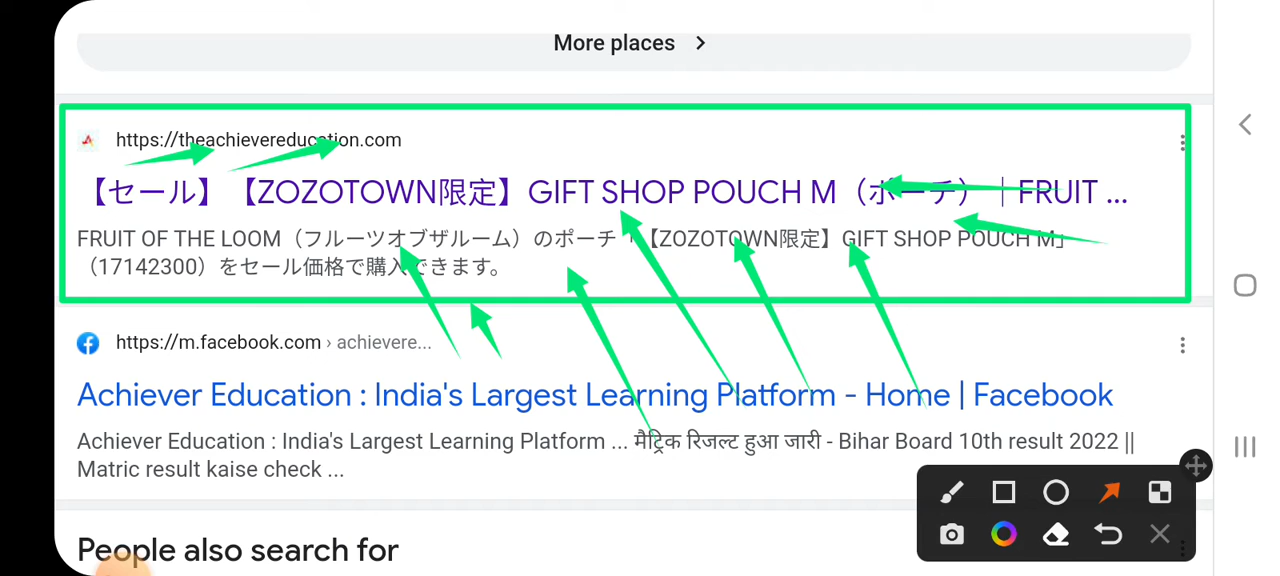 More places
https://theachievereducation.com
【セール】【ZOZOTOWN限定】GIFT SHOP POUCH M（ポーチ）｜FRUIT ...
FRUIT OF THE LOOM（フルーツオブザルーム）のポーチ「【ZOZOTOWN限定】GIFT SHOP POUCH M」
（17142300）をセール価格で購入できます。
https://m.facebook.com › achievere...
Achiever Education : India's Largest Learning Platform - Home | Facebook
Achiever Education : India's Largest Learning Platform ... मैट्रिक रिजल्ट हुआ जारी - Bihar Board 10th result 2022 ||
Matric result kaise check ...
People also search for